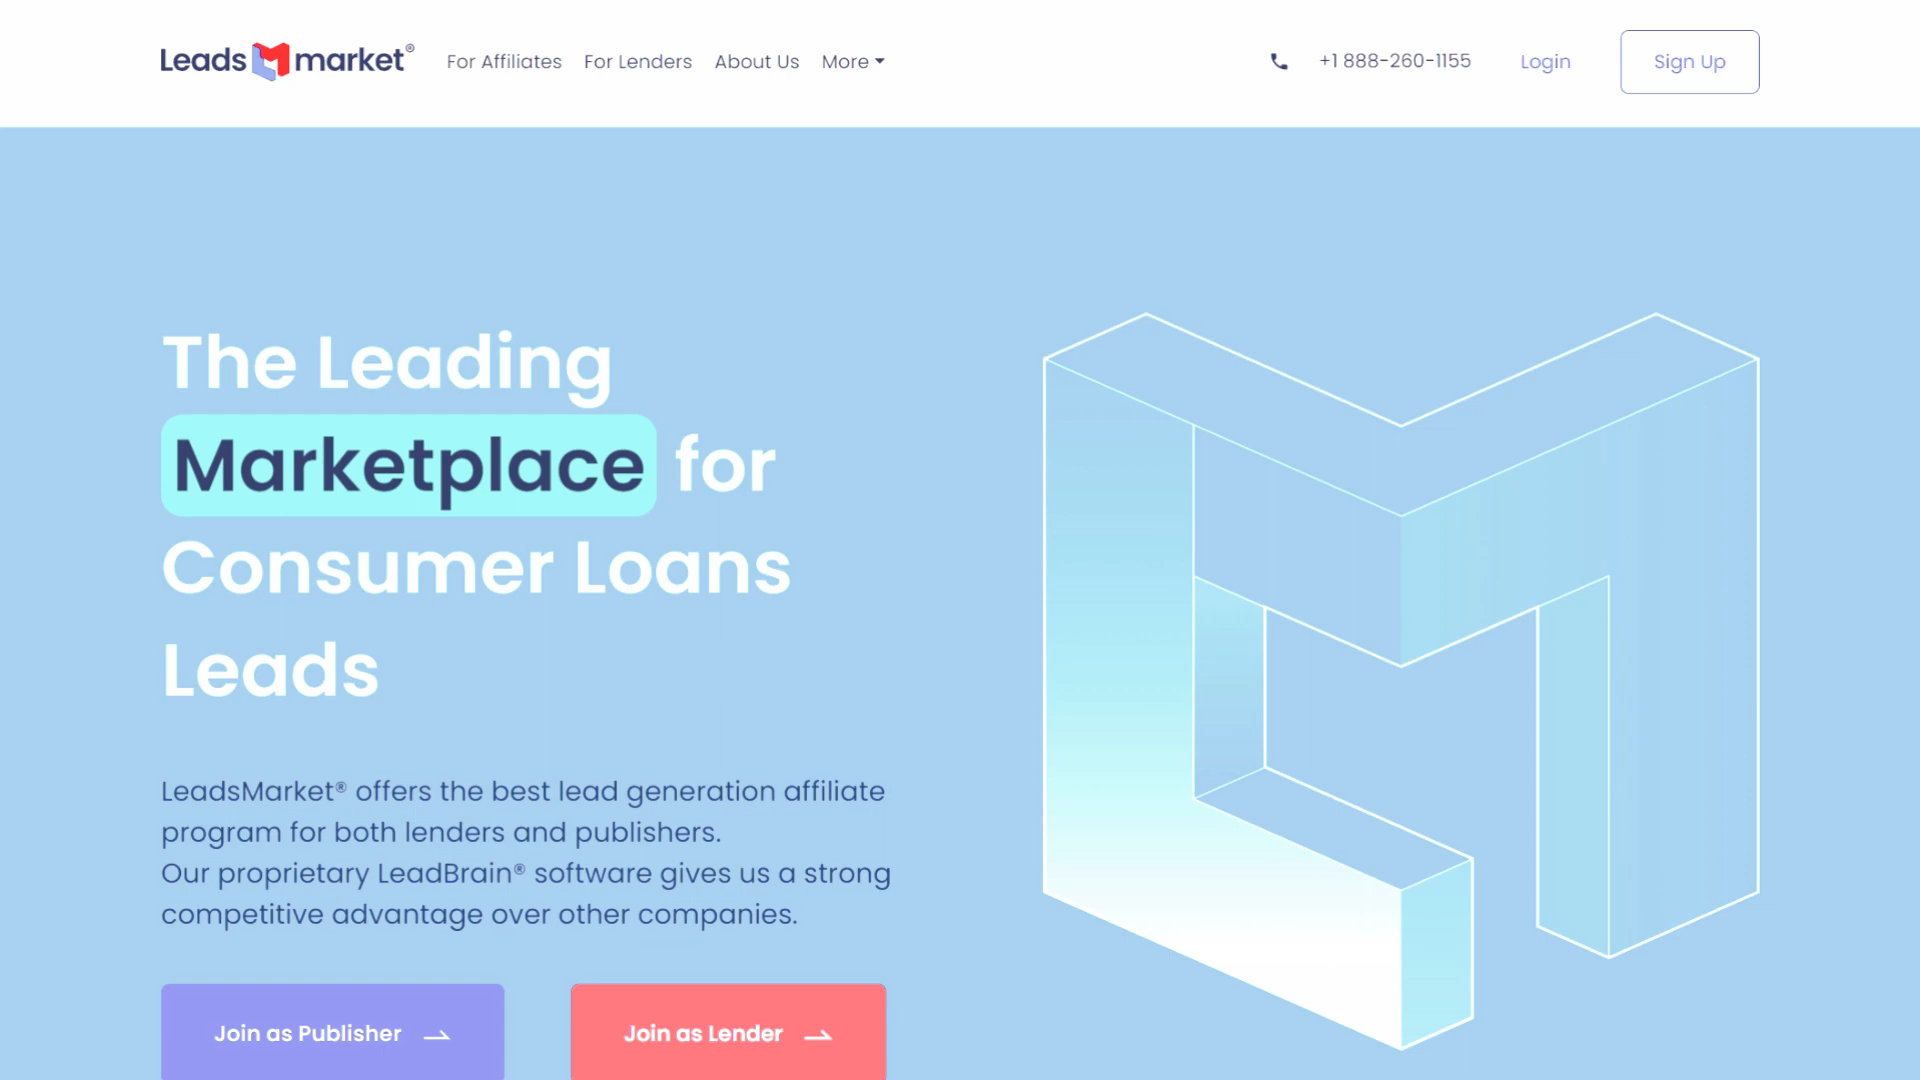 Leads market®
For Affiliates For Lenders About Us More
+1 888-260-1155 Login Sign Up
The Leading
Marketplace for
Consumer Loans
Leads
LeadsMarket® offers the best lead generation affiliate
program for both lenders and publishers.
Our proprietary LeadBrain® software gives us a strong
competitive advantage over other companies.
Join as Publisher
Join as Lender